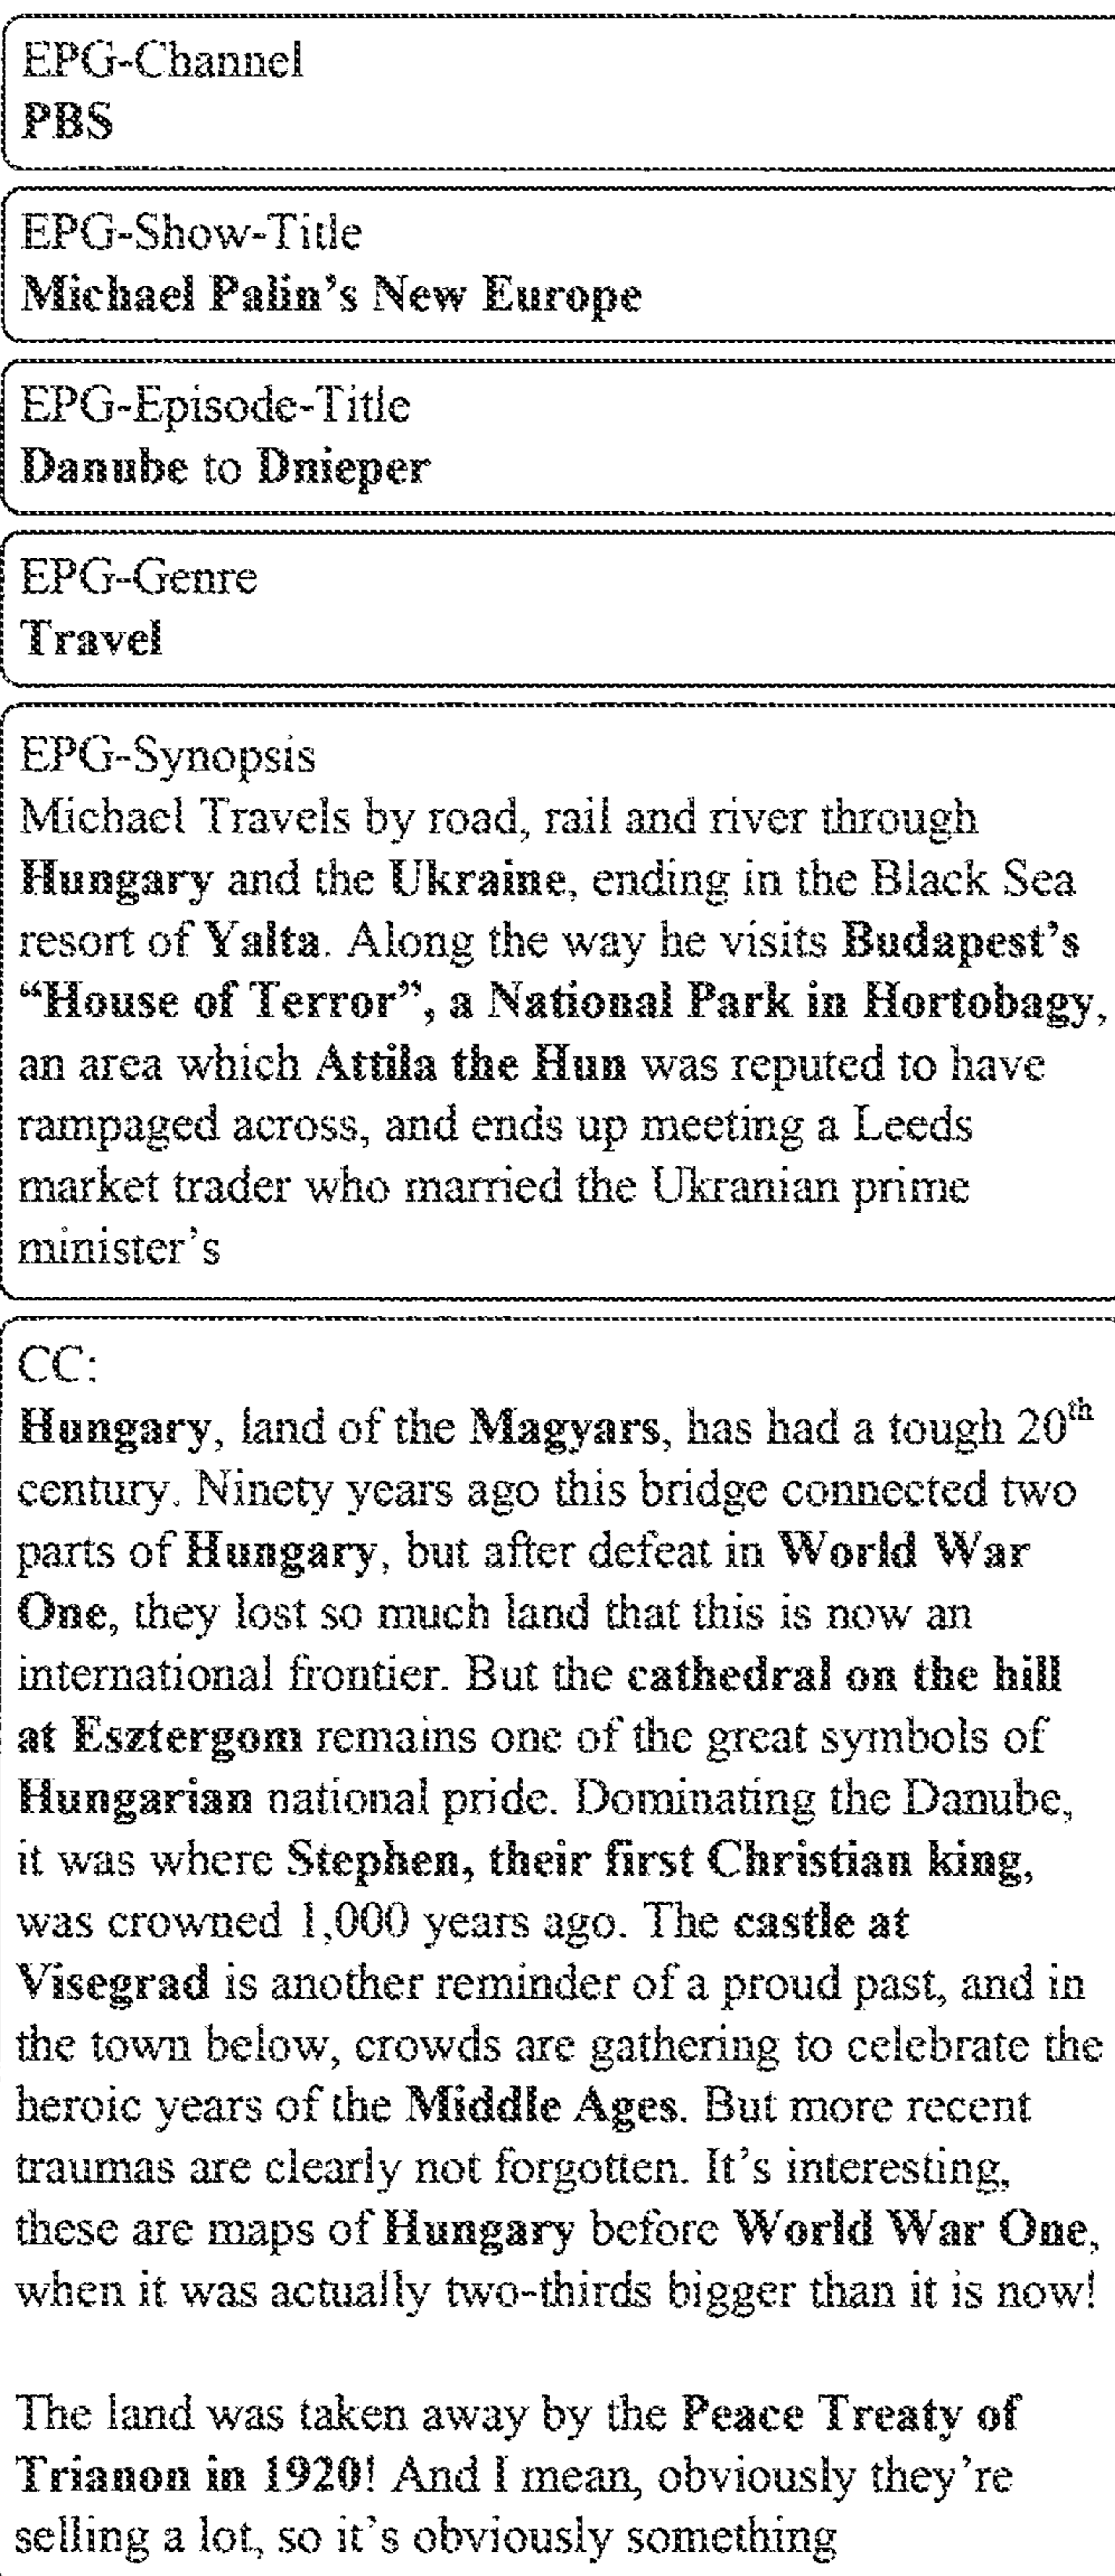 EPG-Channel
PBS
EPG-Show-Title
Michael Palin's New Europe
EPG-Episode-Title
Danube to Dnieper
EPG-Genre
Travel
EPG-Synopsis
Michael Travels by road, rail and river through
Hungary and the Ukraine, ending in the Black Sea
resort of Yalta. Along the way he visits Budapest's
“House of Terror”, a National Park in Hortobagy,
an area which Attila the Hun was reputed to have
rampaged across, and ends up meeting a Leeds
market trader who married the Ukranian prime
minister's
CC:
Hungary, land of the Magyars, has had a tough 20th
century. Ninety years ago this bridge connected two
parts of Hungary, but after defeat in World War
One, they lost so much land that this is now an
international frontier. But the cathedral on the hill
at Esztergom remains one of the great symbols of
Hungarian national pride. Dominating the Danube,
it was where Stephen, their first Christian king,
was crowned 1,000 years ago. The castle at
Visegrad is another reminder of a proud past, and in
the town below, crowds are gathering to celebrate the
heroic years of the Middle Ages. But more recent
traumas are clearly not forgotten. It's interesting,
these are maps of Hungary before World War One,
when it was actually two-thirds bigger than it is now!
The land was taken away by the Peace Treaty of
Trianon in 1920! And I mean, obviously they're
selling a lot, so it's obviously something